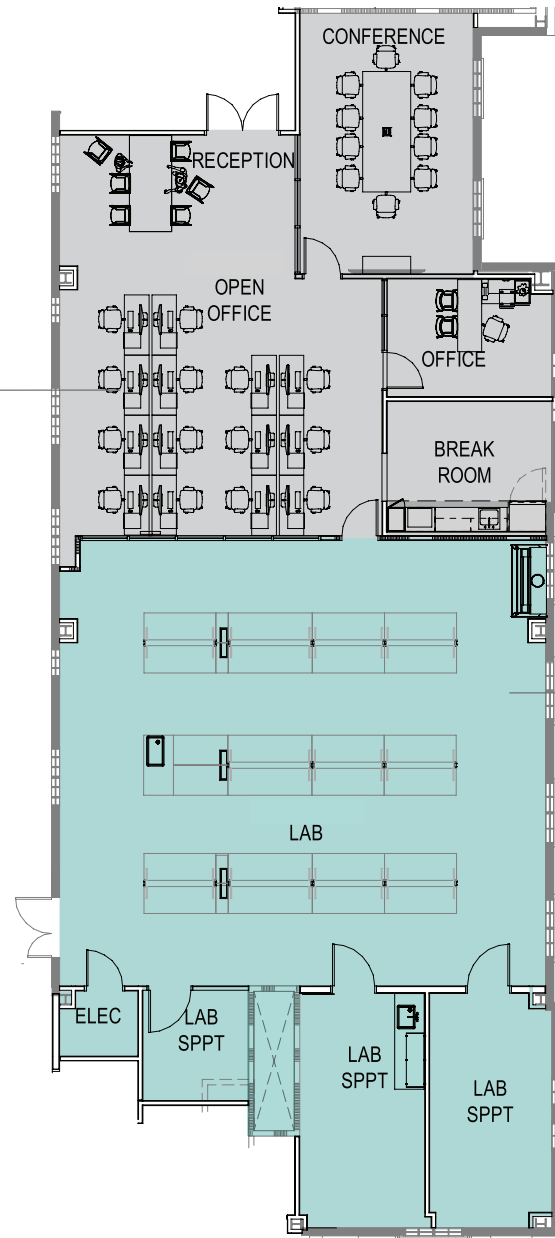 CONFERENCE
RECEPTION
OPEN
OFFICE
OFFICE
BREAK
ROOM
LAB
ELEC
LAB
SPPT
LAB
SPPT
LAB
SPPT